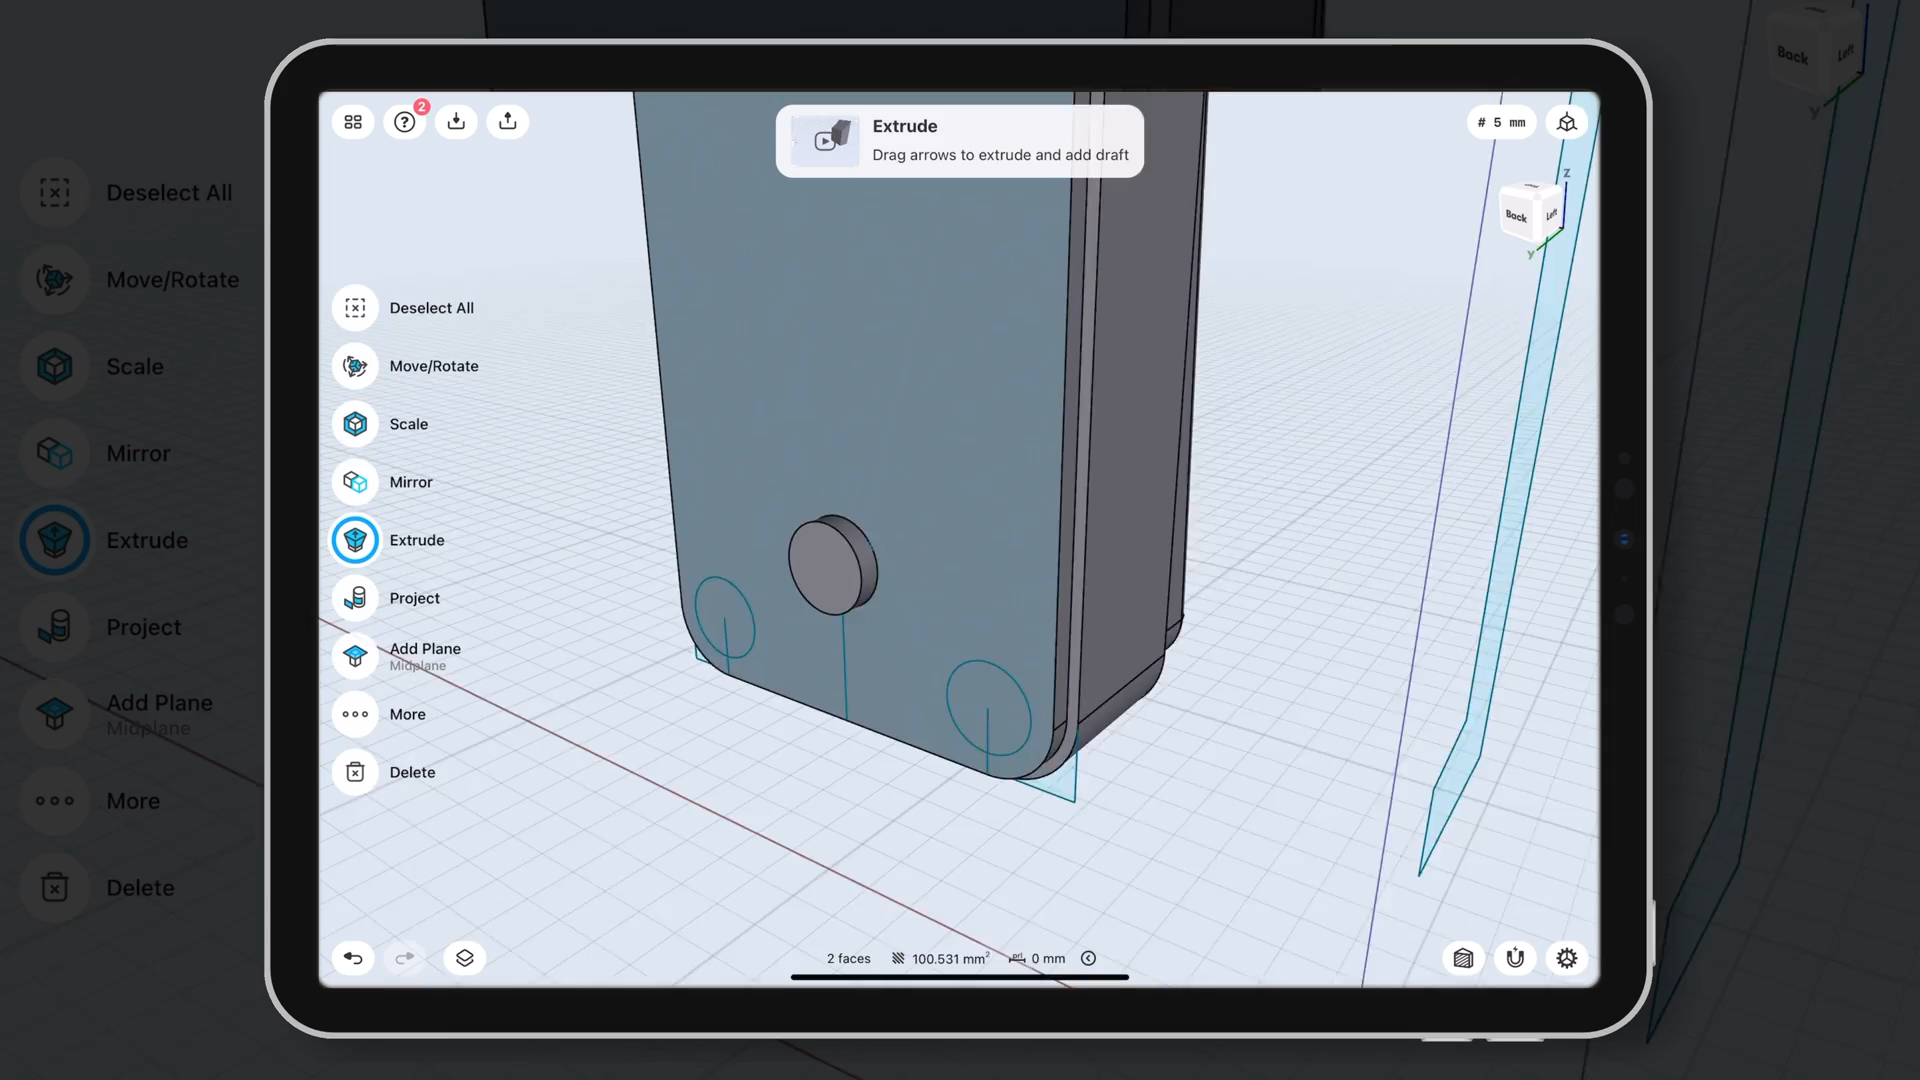 2
Extrude
Drag arrows to extrude and add draft
# 5 mm
Z
Back
Left
Y
Deselect All
Move/Rotate
Scale
Mirror
Extrude
Project
Add Plane
Midplane
More
Delete
2 faces
100.531 mm²
0 mm
Deselect All
Move/Rotate
Scale
Mirror
Extrude
Project
Add Plane
Midplane
More
Delete
Back
Left
Y